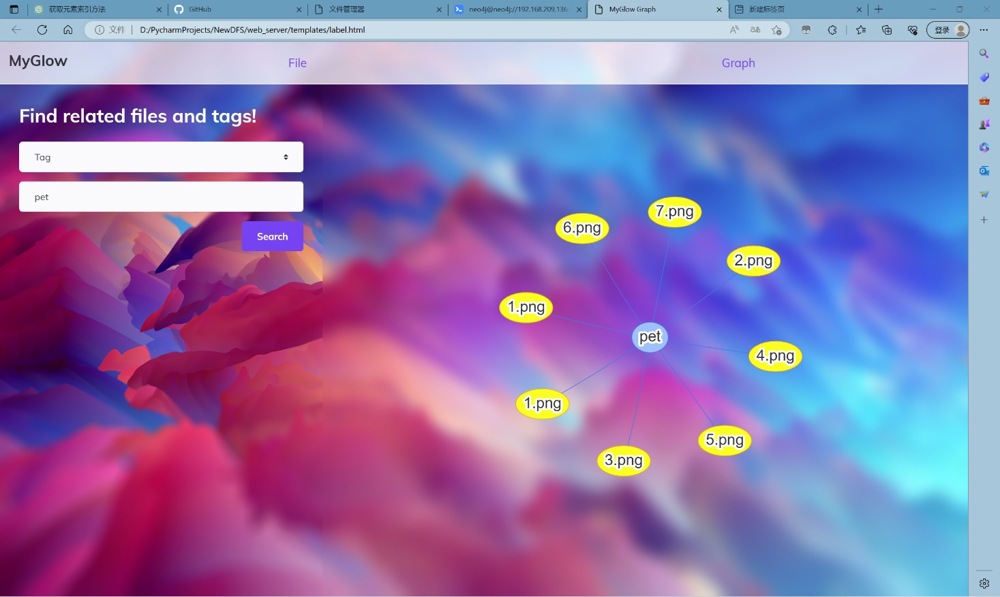 获取元素索引方法
GitHub
文件管理器
neo4j@neo4j://192.168.209.136:
MyGlow Graph
新建标签页
文件
D:/PycharmProjects/NewDFS/web_server/templates/label.html
登录
MyGlow
File
Graph
Find related files and tags!
Tag
pet
Search
7.png
6.png
2.png
1.png
pet
4.png
1.png
5.png
3.png